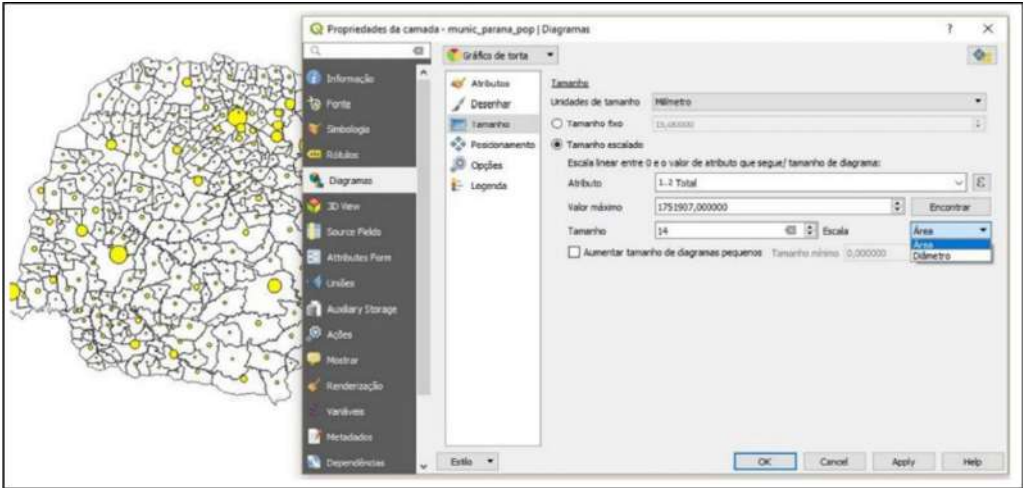 Propriedades da camada - munic_parana_pop | Diagramas
?
Gráfico de torta
Informação
Fonte
Simbologia
Rótulos
Diagramas
3D View
Source Fields
Attributes Form
Uniões
Auxiliary Storage
Ações
Mostrar
Renderização
Variáveis
Metadados
Dependências
Atributos
Desenhar
Tamanho
Posicionamento
Opções
Legenda
Tamanho
Unidades de tamanho Milímetro
Tamanho fixo 15,00000
Tamanho escalado
Escala linear entre 0 e o valor de atributo que segue/ tamanho de diagrama:
Atributo 1.2 Total ε
Valor máximo 1751907,000000 Encontrar
Tamanho 14 Escala Área
Área
Diâmetro
Aumentar tamanho de diagramas pequenos Tamanho mínimo 0,000000
Estilo OK Cancel Apply Help